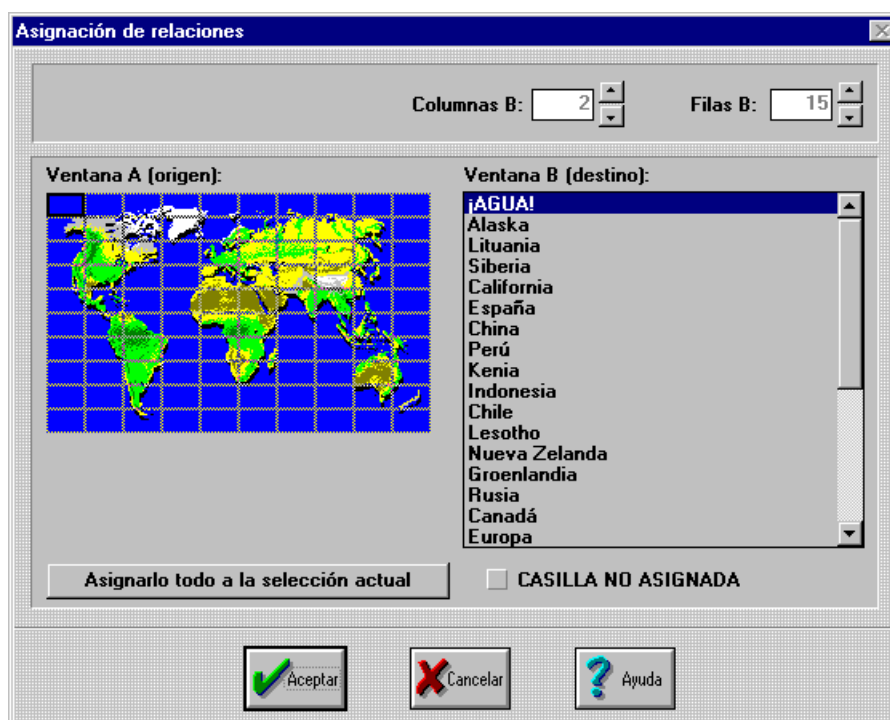 Asignación de relaciones
Columnas B: 2 Filas B: 15
Ventana A (origen): Ventana B (destino):
¡AGUA!
Alaska
Lituania
Siberia
California
España
China
Perú
Kenia
Indonesia
Chile
Lesotho
Nueva Zelanda
Groenlandia
Rusia
Canadá
Europa
Asignarlo todo a la selección actual CASILLA NO ASIGNADA
Aceptar Cancelar ? Ayuda